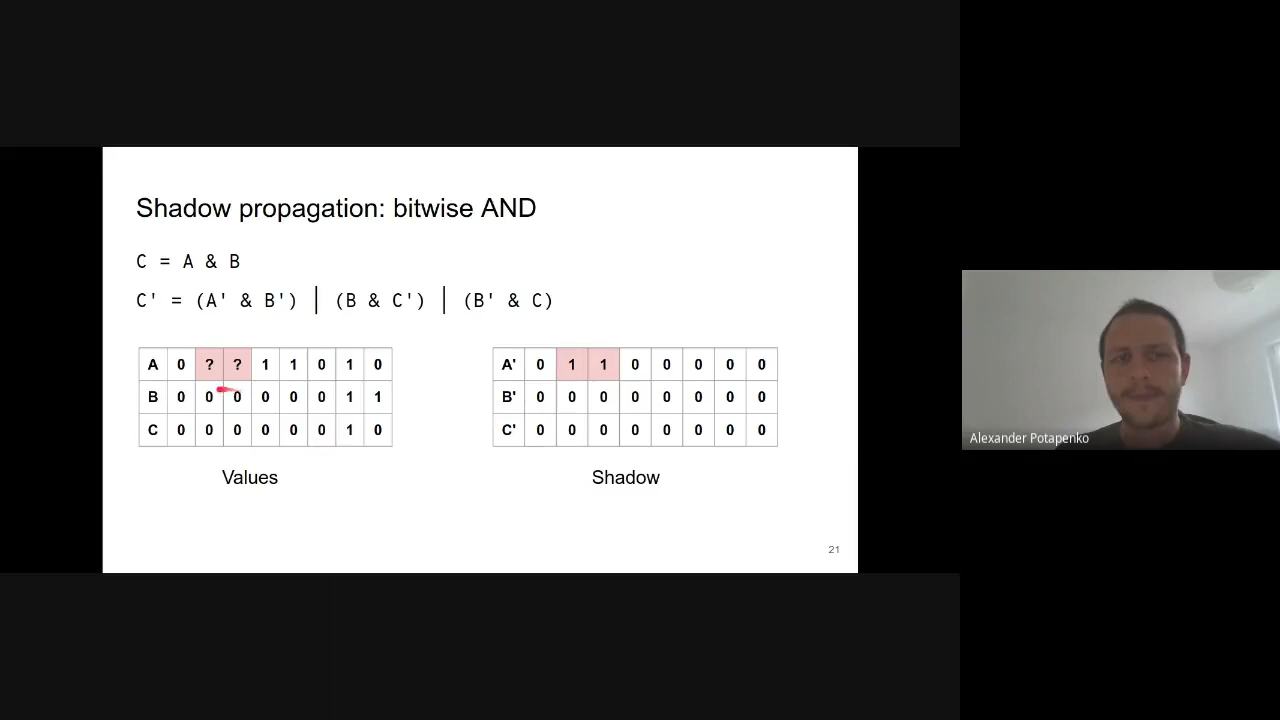 Shadow propagation: bitwise AND
C = A & B
C' = (A' & B') | (B & C') | (B' & C)
A 0 ? ? 1 1 0 1 0
B 0 0 0 0 0 0 1 1
C 0 0 0 0 0 0 1 0
Values
A' 0 1 1 0 0 0 0 0
B' 0 0 0 0 0 0 0 0
C' 0 0 0 0 0 0 0 0
Shadow
21
Alexander Potapenko